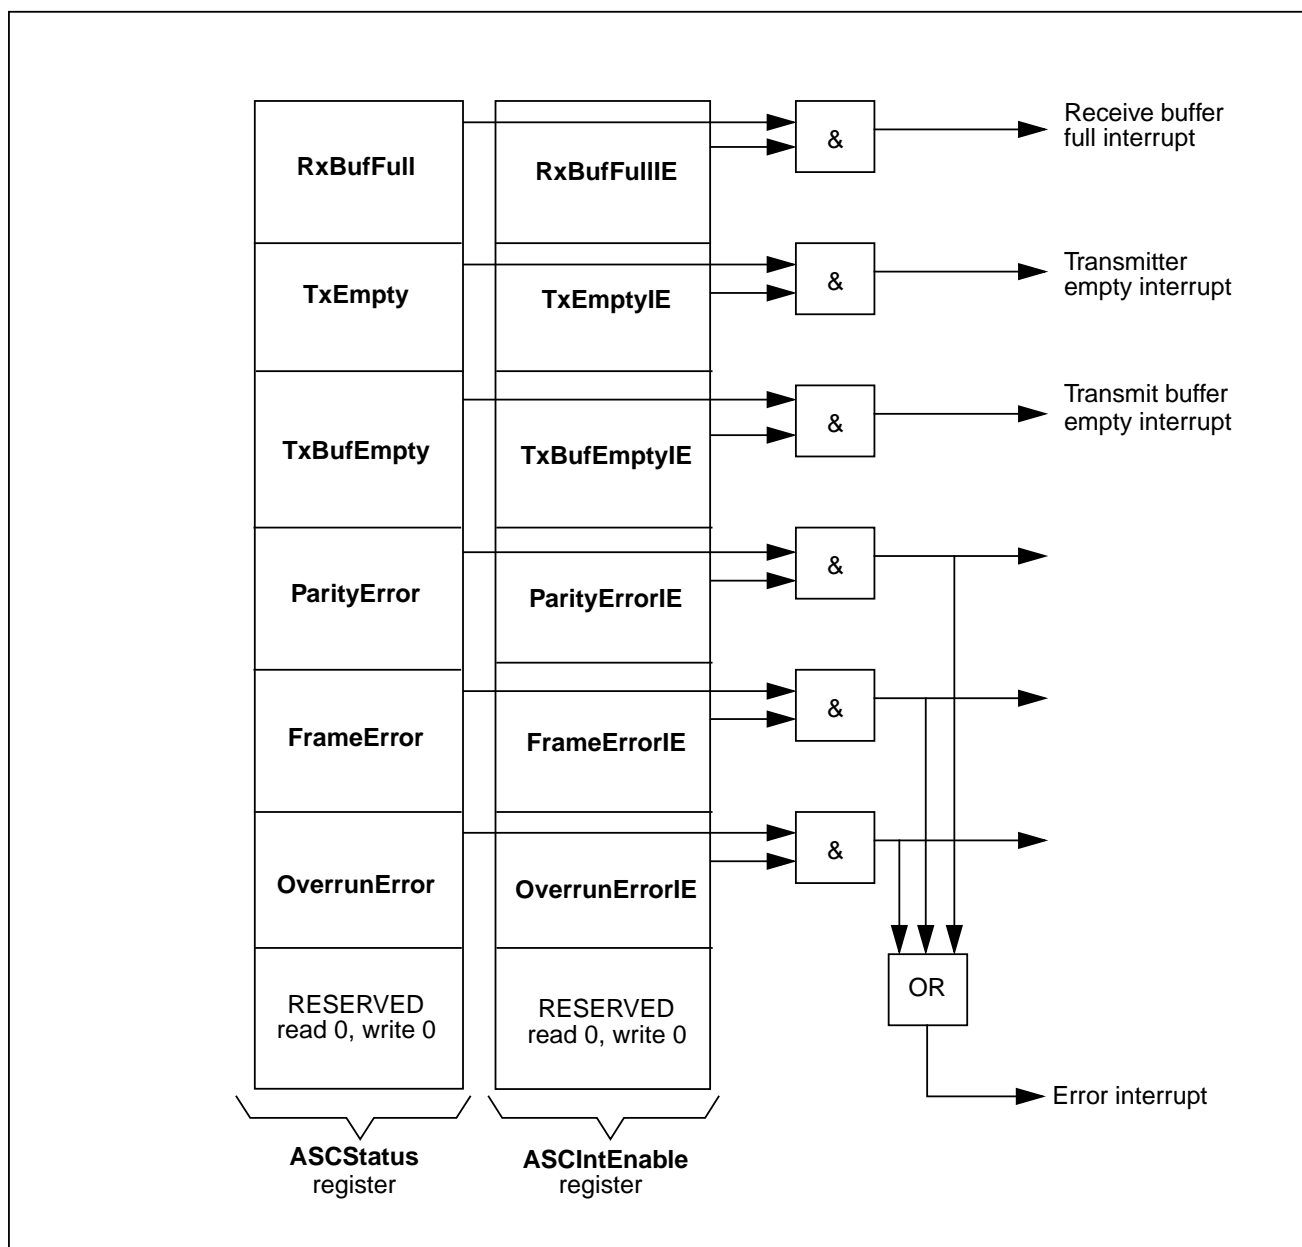 Receive buffer
full interrupt
RxBufFull
RxBufFullIE
&
Transmitter
empty interrupt
TxEmpty
TxEmptyIE
&
Transmit buffer
empty interrupt
TxBufEmpty
TxBufEmptyIE
&
ParityError
ParityErrorIE
&
FrameError
FrameErrorIE
&
OverrunError
OverrunErrorIE
&
RESERVED
read 0, write 0
RESERVED
read 0, write 0
OR
Error interrupt
ASCStatus
register
ASCIntEnable
register